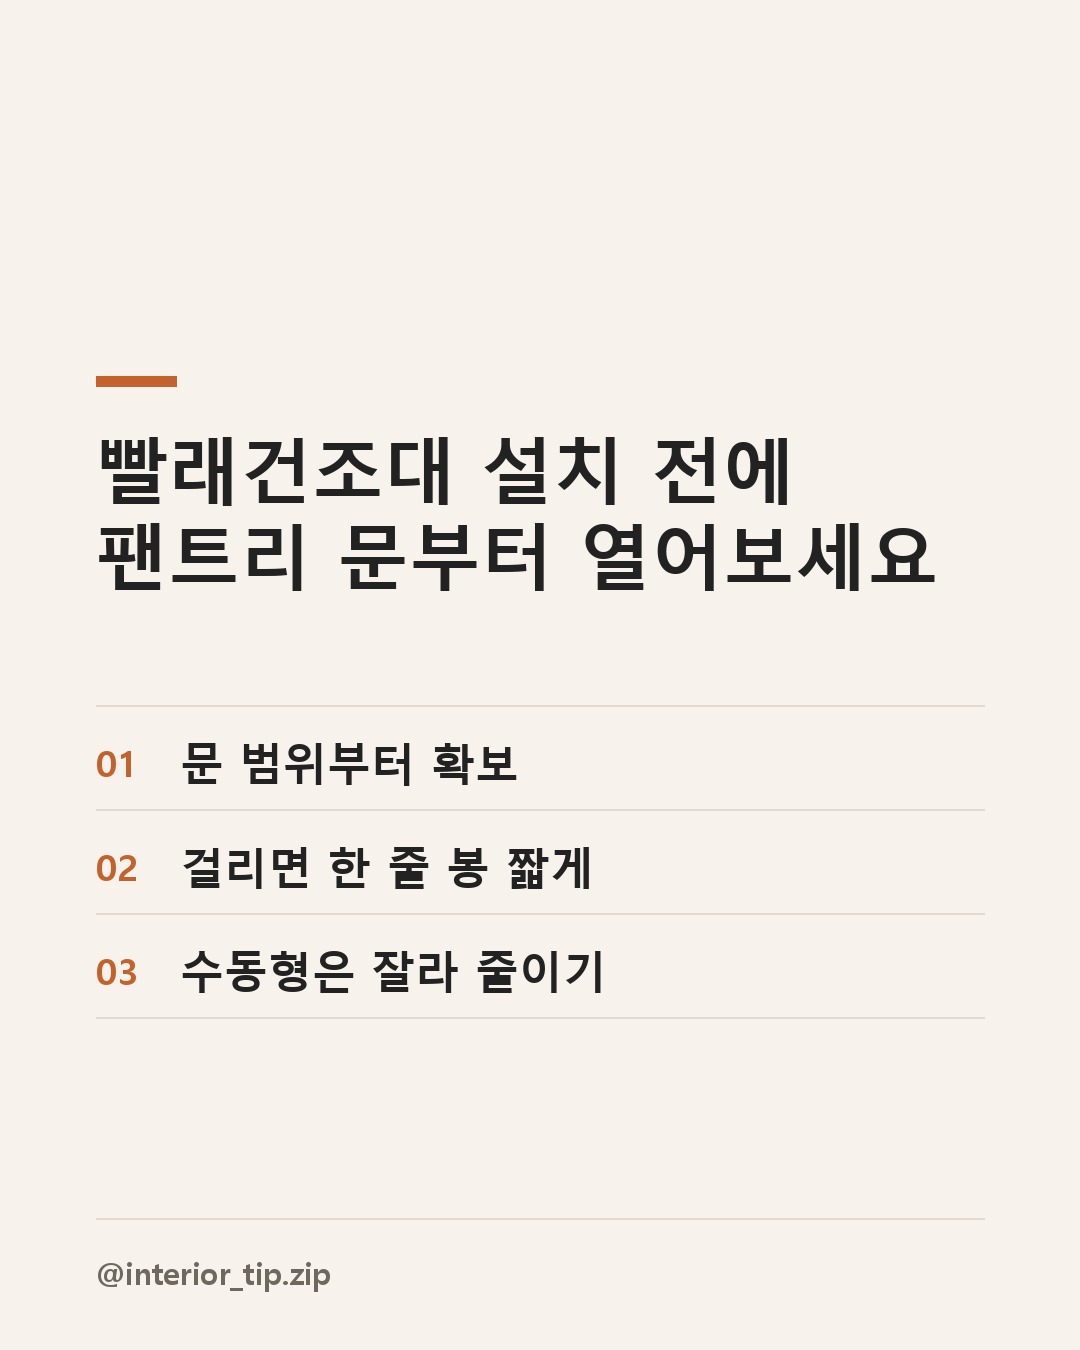 빨래건조대 설치 전에
팬트리 문부터 열어보세요
01 문 범위부터 확보
02 걸리면 한 줄 봉 짧게
03 수동형은 잘라 줄이기
@interior_tip.zip